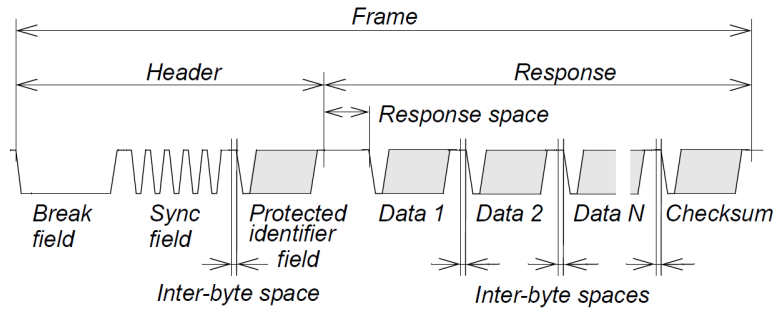 Frame
Header
Response
Response space
Break
field
Sync
field
Protected
identifier
field
Data 1
Data 2
Data N
Checksum
Inter-byte space
Inter-byte spaces